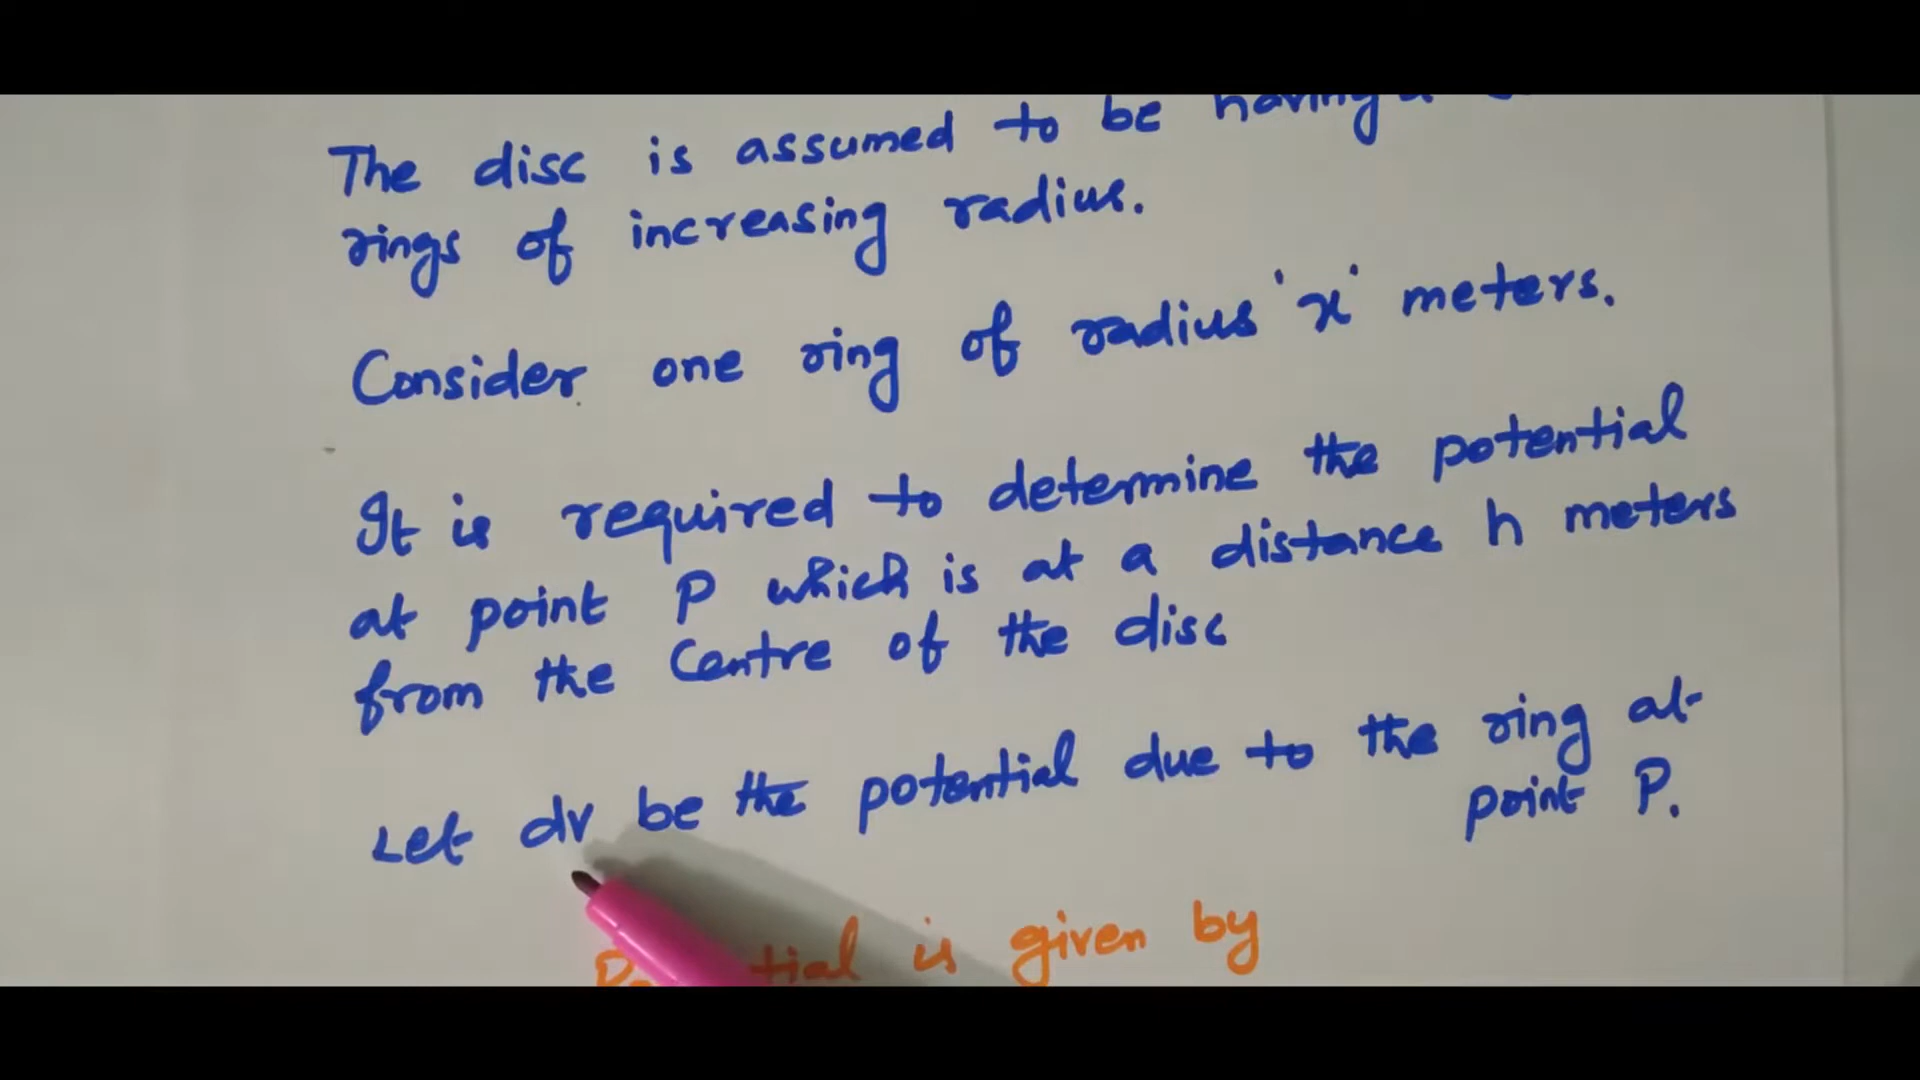 The disc is assumed to be having a
rings of increasing radius.
Consider one ring of radius 'x' meters.
It is required to determine the potential
at point P which is at a distance h meters
from the Centre of the disc
Let dv be the potential due to the ring at
point P.
is given by